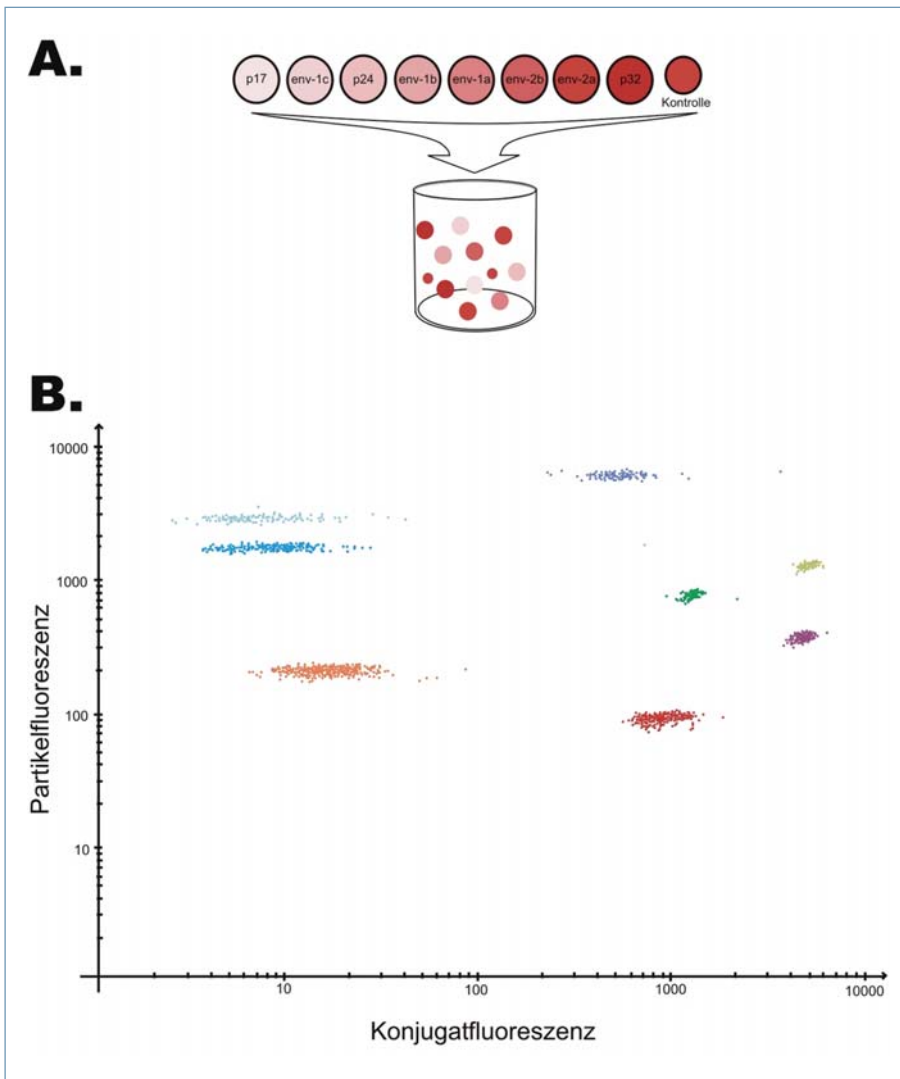 A.
p17 env-1c p24 env-1b env-1a env-2b env-2a p32
Kontrolle
B.
10000
1000
100
10
Partikelfluoreszenz
10 100 1000 10000
Konjugatfluoreszenz